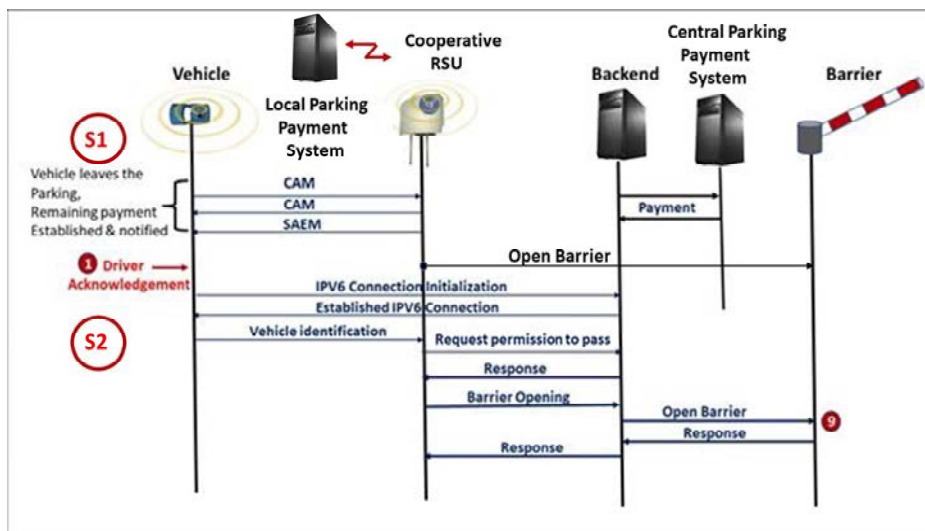 Vehicle
Local Parking
Payment
System
Cooperative
RSU
Backend
Central Parking
Payment
System
Barrier
S1
Vehicle leaves the
Parking,
Remaining payment
Established & notified
CAM
CAM
SAEM
Payment
1 Driver
Acknowledgement
Open Barrier
IPV6 Connection Initialization
Established IPV6 Connection
S2
Vehicle identification
Request permission to pass
Response
Barrier Opening
Open Barrier
9
Response
Response